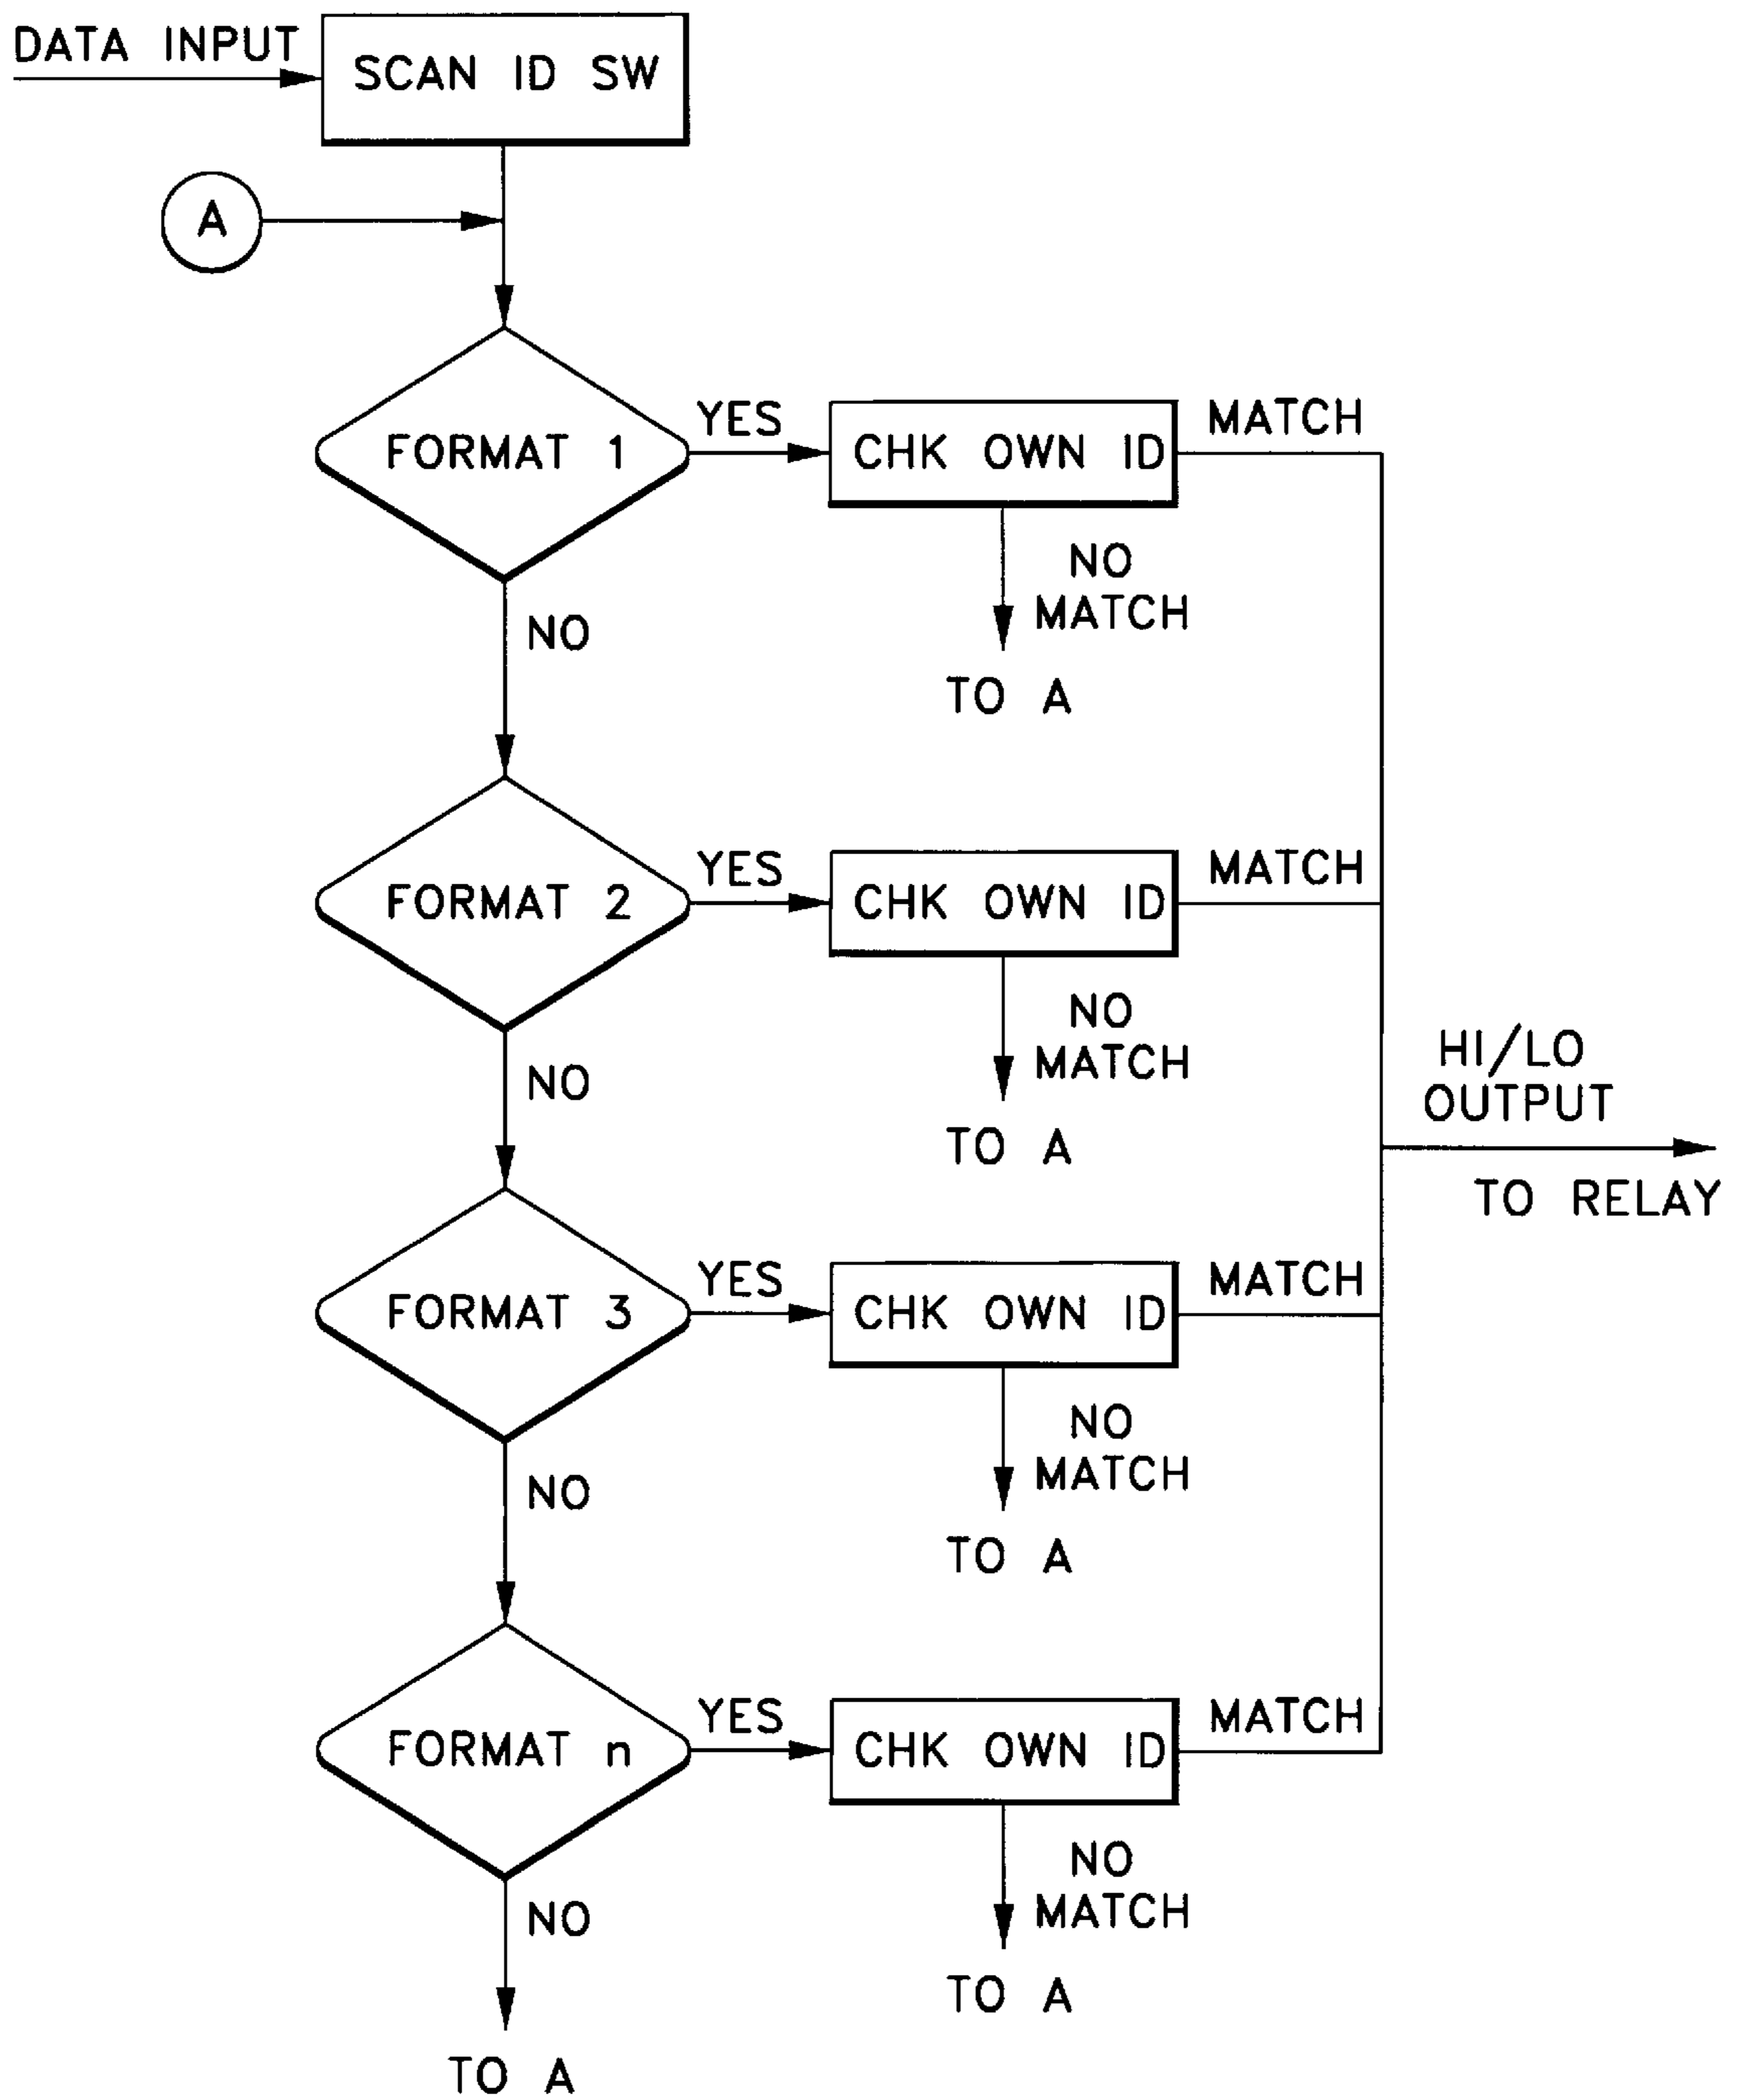 DATA INPUT
SCAN ID SW
A
FORMAT 1
YES
CHK OWN ID
MATCH
NO
MATCH
TO A
NO
FORMAT 2
YES
CHK OWN ID
MATCH
NO
MATCH
TO A
NO
HI/LO
OUTPUT
TO RELAY
FORMAT 3
YES
CHK OWN ID
MATCH
NO
MATCH
TO A
NO
FORMAT n
YES
CHK OWN ID
MATCH
NO
MATCH
TO A
NO
TO A